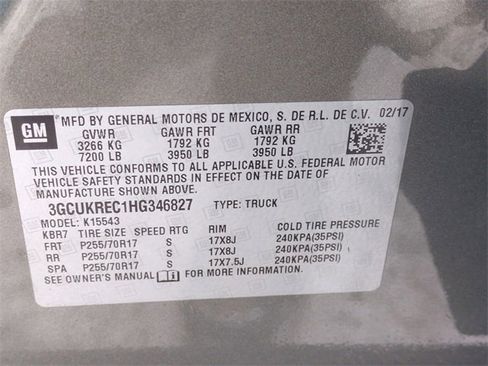 GM
MFD BY GENERAL MOTORS DE MEXICO, S. DE R.L. DE C.V. 02/17
GVWR GAWR FRT GAWR RR
3266 KG 1792 KG 1792 KG
7200 LB 3950 LB 3950 LB
THIS VEHICLE CONFORMS TO ALL APPLICABLE U.S. FEDERAL MOTOR
VEHICLE SAFETY STANDARDS IN EFFECT ON THE DATE OF
MANUFACTURE SHOWN ABOVE.
3GCUKREC1HG346827 TYPE: TRUCK
MODEL: K15543
KBR7 TIRE SIZE SPEED RTG RIM COLD TIRE PRESSURE
FRT P255/70R17 S 17X8J 240KPA(35PSI)
RR P255/70R17 S 17X8J 240KPA(35PSI)
SPA P255/70R17 S 17X7.5J 240KPA(35PSI)
SEE OWNER'S MANUAL FOR MORE INFORMATION.